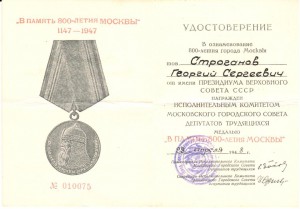 "В ПАМЯТЬ 800-ЛЕТИЯ МОСКВЫ"
1147—1947
№ 010075
УДОСТОВЕРЕНИЕ
В ознаменование
800-летия города Москвы
тов. Строганов
Георгий Сергеевич
от имени ПРЕЗИДИУМА ВЕРХОВНОГО
СОВЕТА СССР
НАГРАЖДЕН
ИСПОЛНИТЕЛЬНЫМ КОМИТЕТОМ
МОСКОВСКОГО ГОРОДСКОГО СОВЕТА
ДЕПУТАТОВ ТРУДЯЩИХСЯ
МЕДАЛЬЮ
"В ПАМЯТЬ 800-ЛЕТИЯ МОСКВЫ"